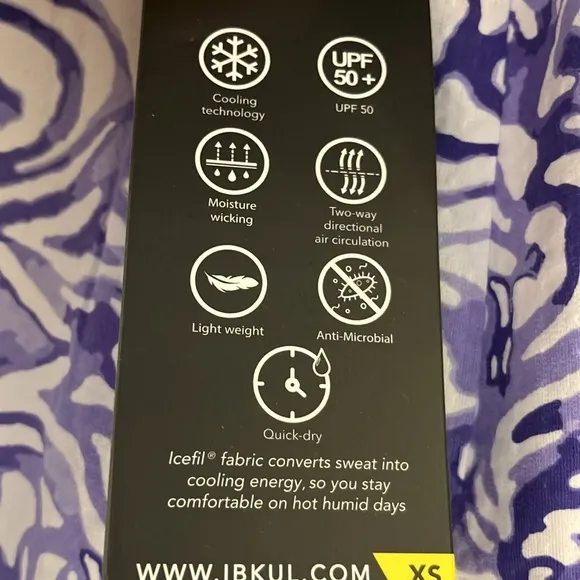 UPF
50+
Cooling
technology
UPF 50
Moisture
wicking
Two-way
directional
air circulation
Light weight
Anti-Microbial
Quick-dry
Icefil® fabric converts sweat into
cooling energy, so you stay
comfortable on hot humid days
WWW.IBKUL.COM
XS